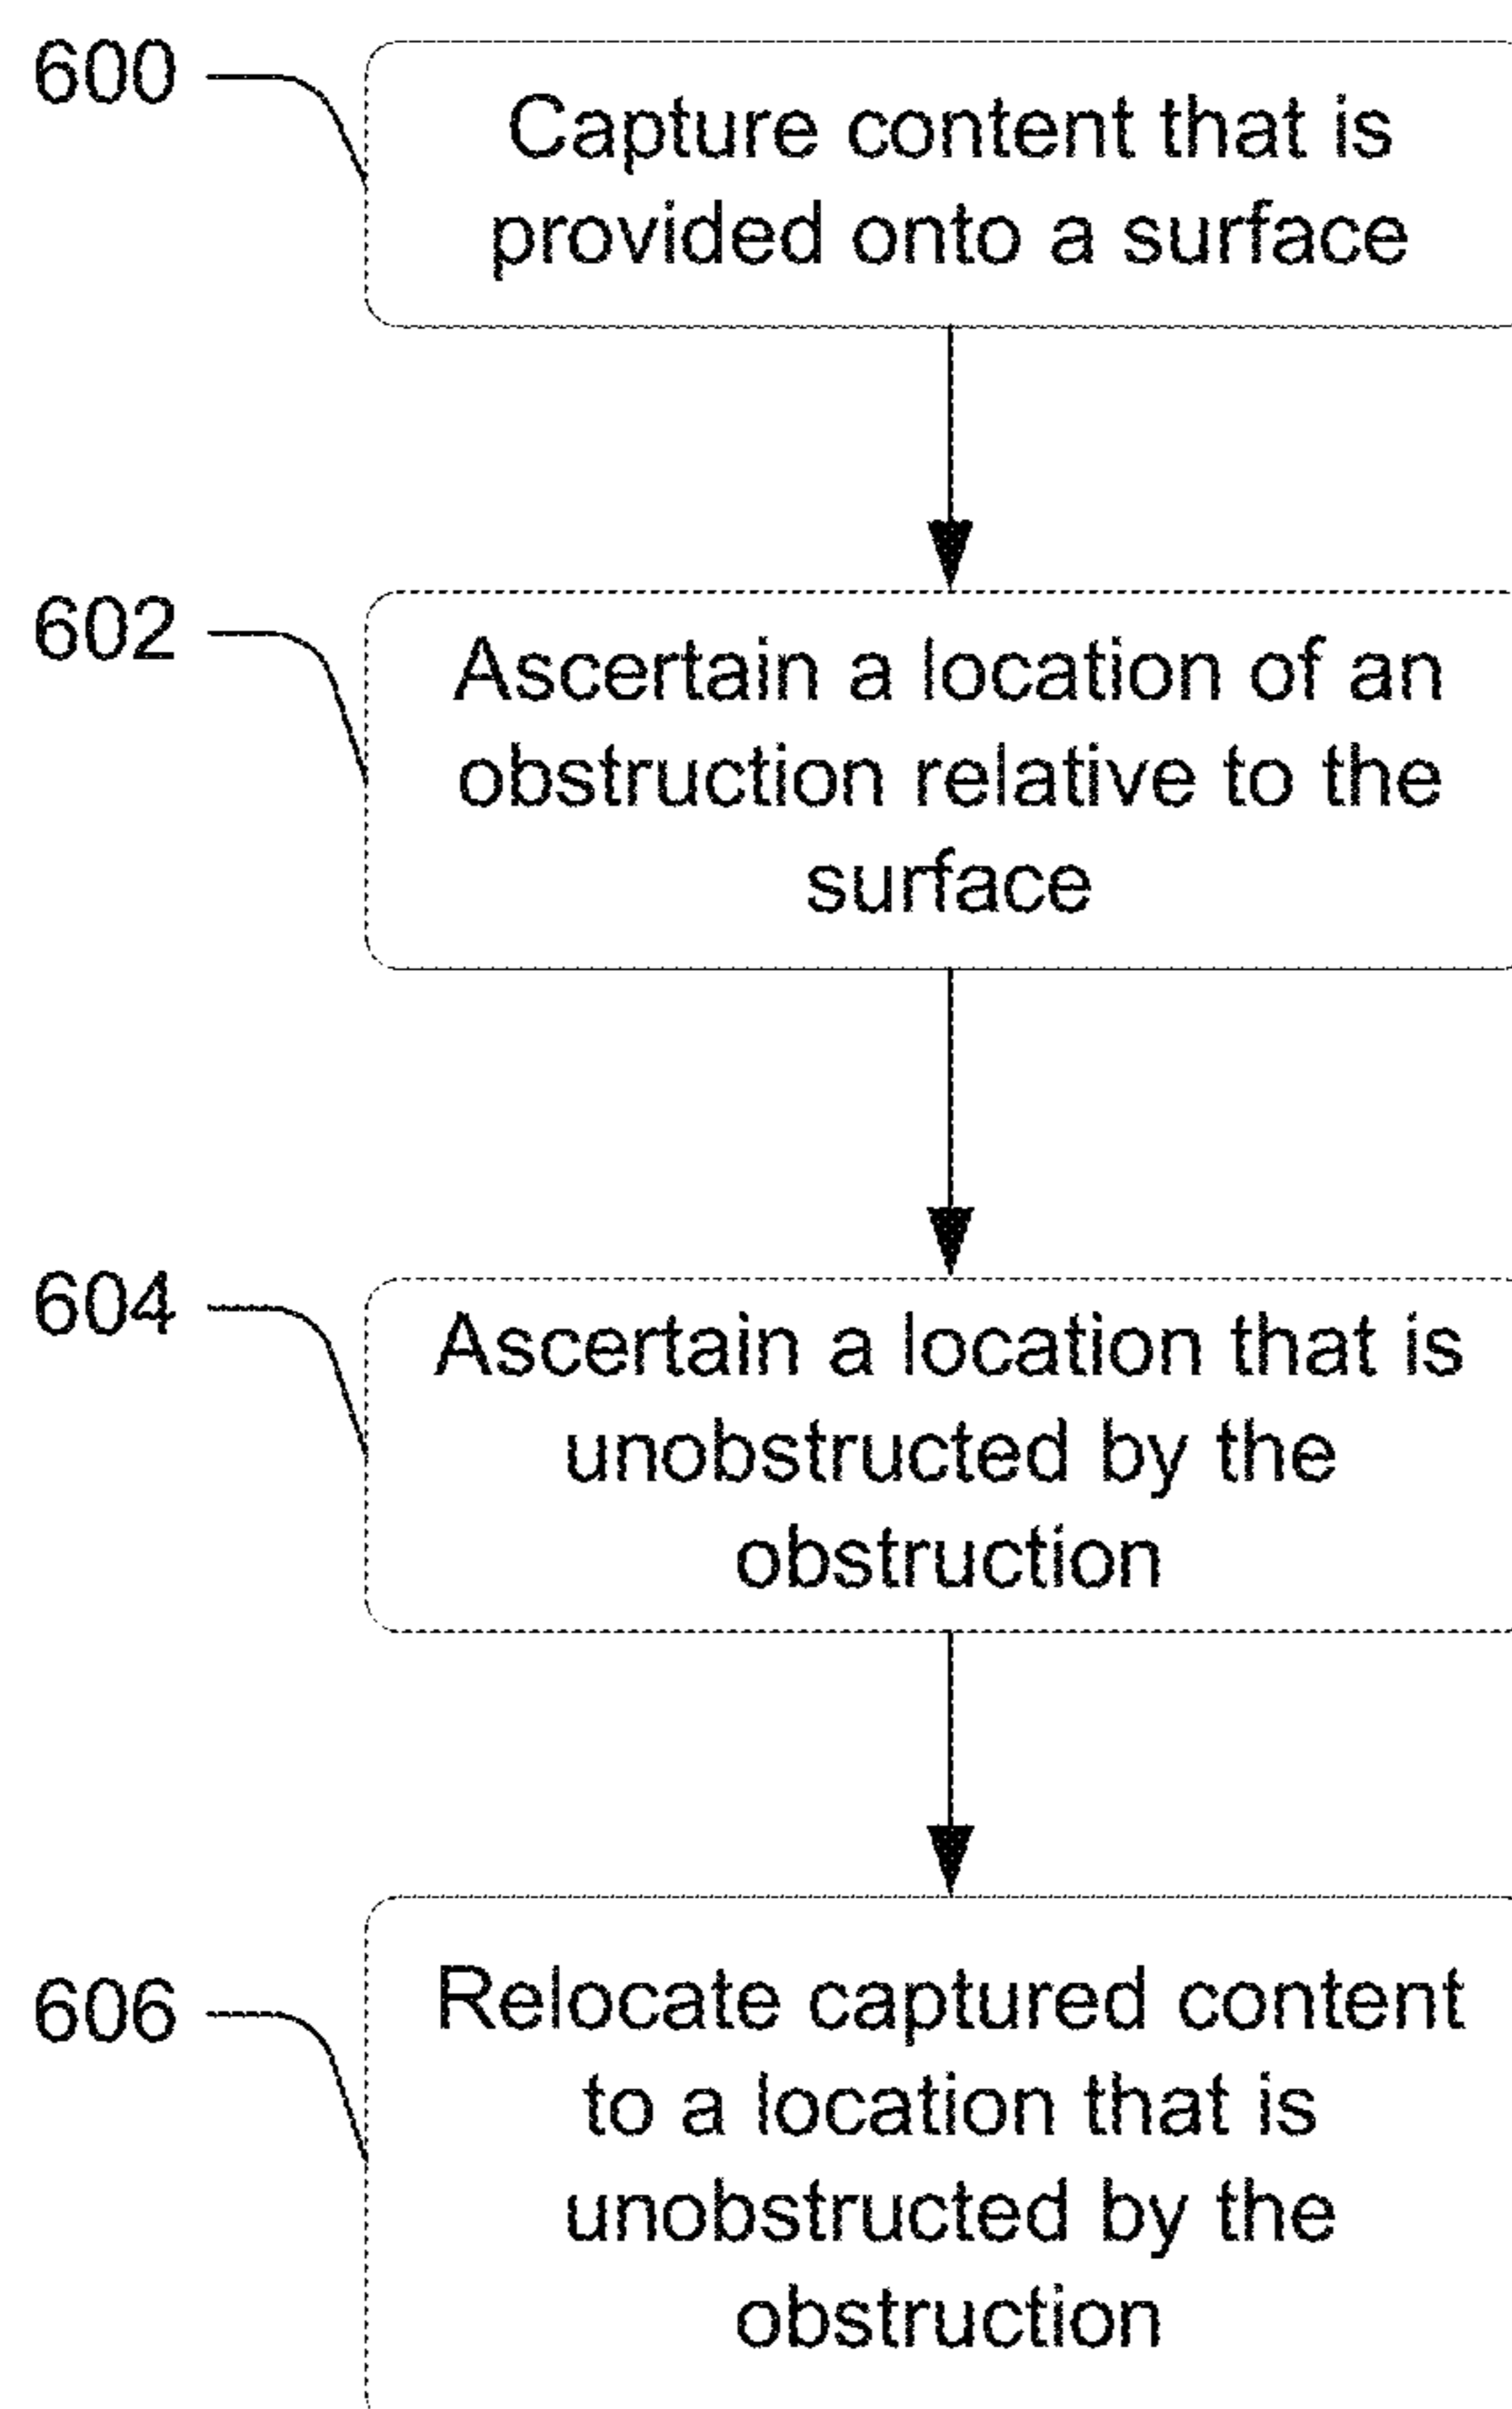 600
Capture content that is
provided onto a surface
602
Ascertain a location of an
obstruction relative to the
surface
604
Ascertain a location that is
unobstructed by the
obstruction
606
Relocate captured content
to a location that is
unobstructed by the
obstruction